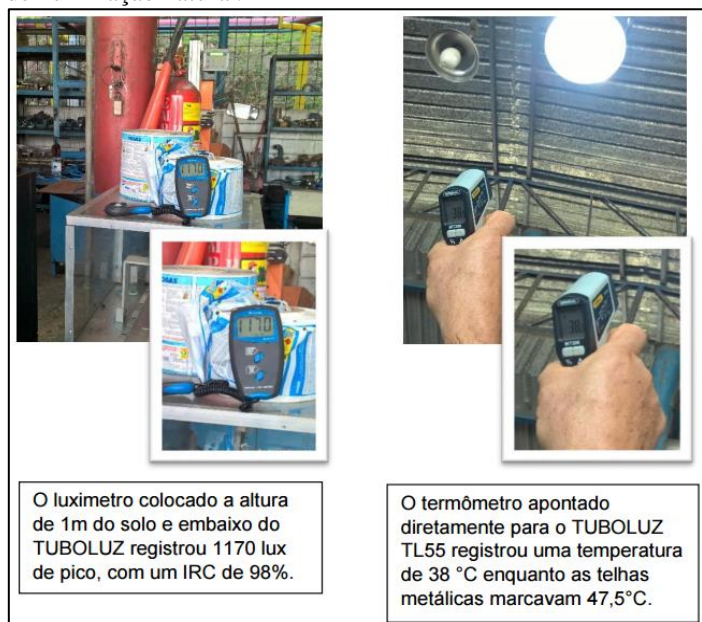 1170
1170
38
38
O luximetro colocado a altura
de 1m do solo e embaixo do
TUBOLUZ registrou 1170 lux
de pico, com um IRC de 98%.
O termômetro apontado
diretamente para o TUBOLUZ
TL55 registrou uma temperatura
de 38 °C enquanto as telhas
metálicas marcavam 47,5°C.